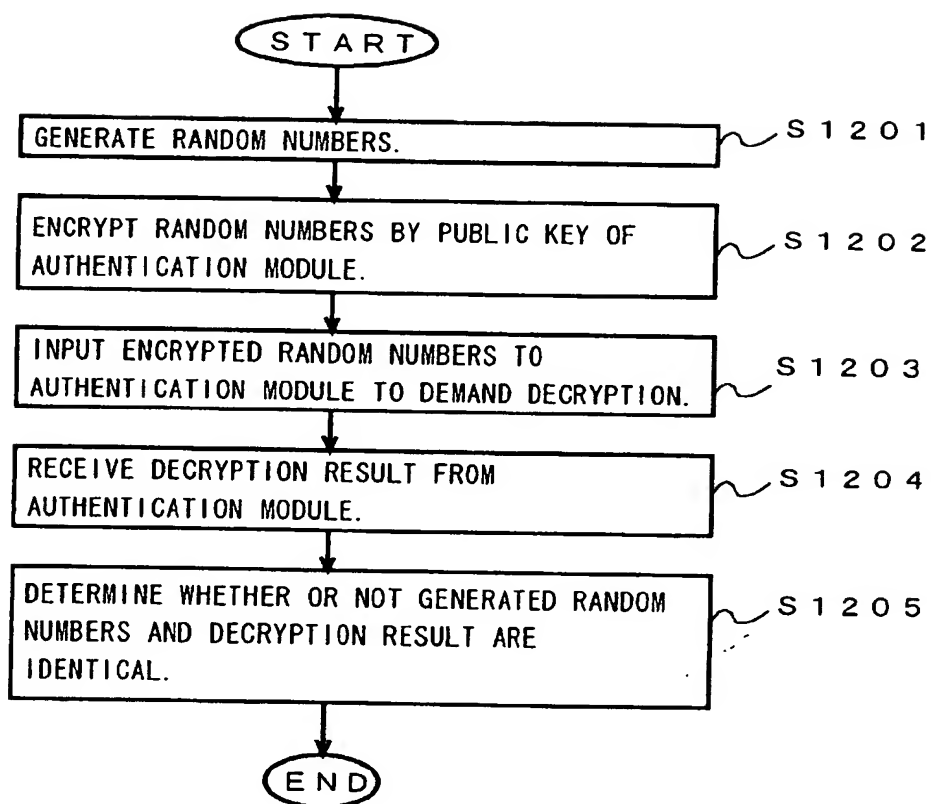 START
GENERATE RANDOM NUMBERS.
S1201
ENCRYPT RANDOM NUMBERS BY PUBLIC KEY OF
AUTHENTICATION MODULE.
S1202
INPUT ENCRYPTED RANDOM NUMBERS TO
AUTHENTICATION MODULE TO DEMAND DECRYPTION.
S1203
RECEIVE DECRYPTION RESULT FROM
AUTHENTICATION MODULE.
S1204
DETERMINE WHETHER OR NOT GENERATED RANDOM
NUMBERS AND DECRYPTION RESULT ARE
IDENTICAL.
S1205
END